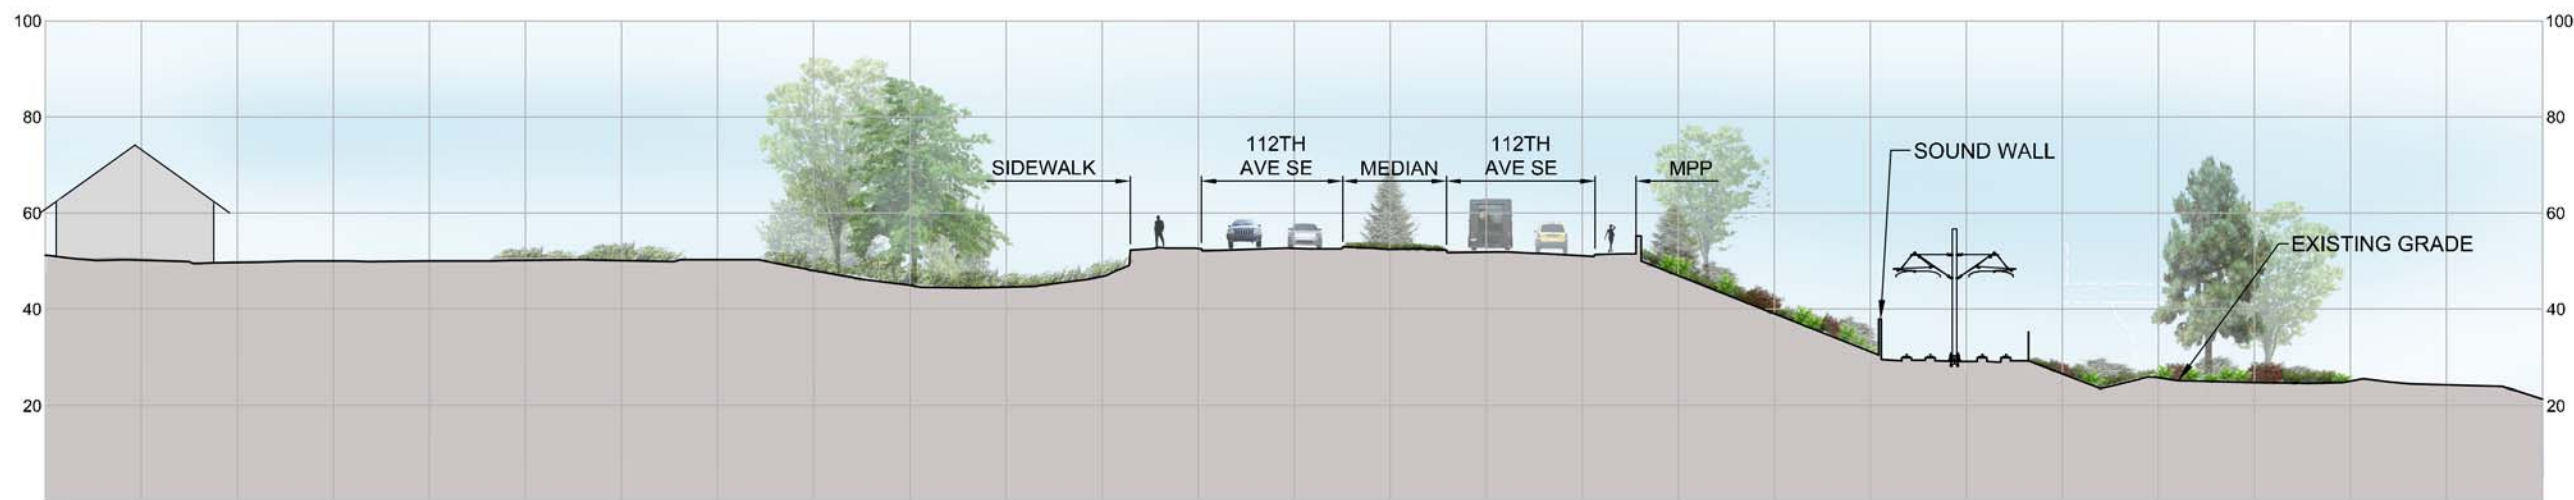 100
100
80
80
112TH
AVE SE
112TH
AVE SE
SIDEWALK
MEDIAN
MPP
SOUND WALL
60
60
EXISTING GRADE
40
40
20
20